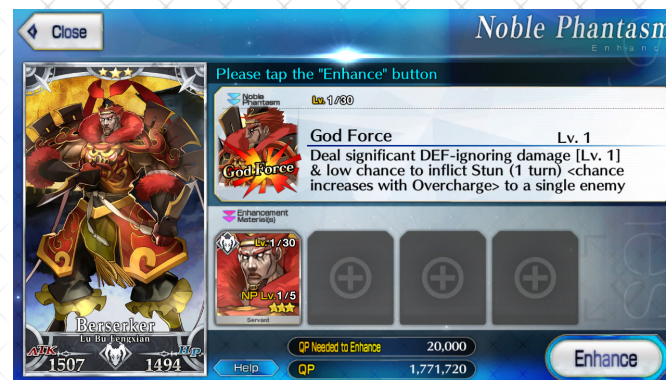 Close
Noble Phantasm
Enhanc
Please tap the "Enhance" button
Noble Phantasm
Lv. 1/30
God Force
God Force Lv. 1
Deal significant DEF-ignoring damage [Lv. 1]
& low chance to inflict Stun (1 turn) <chance
increases with Overcharge> to a single enemy
Enhancement
Material(s)
Lv. 1/30
NP Lv. 1/5
Servant
Berserker
Lu Bu Fengxian
ATK 1507
1494 HP
QP Needed to Enhance 20,000
Help
QP 1,771,720
Enhance